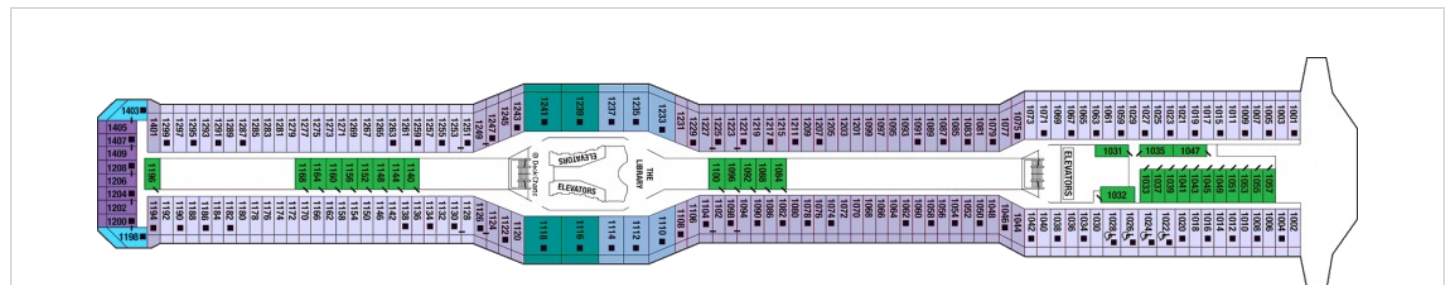 1403
1405
1407
1409
1208
1206
1204
1202
1200
1198
1401 1299 1297 1295 1293 1291 1289 1287 1285 1283 1281 1279 1277 1275 1273 1271 1269 1267 1265 1263 1261 1259 1257 1255 1253 1251 1249 1247 1245 1243 1241 1239 1237 1235 1233 1231 1229 1227 1225 1223 1221 1219 1217 1215 1211 1209 1207 1205 1203 1201 1099 1097 1095 1093 1091 1089 1087 1085 1083 1081 1079 1077 1075 1073 1071 1069 1067 1065 1063 1061 1059 1029 1027 1025 1023 1021 1019 1017 1015 1011 1009 1007 1005 1003 1001
1196 1168 1164 1160 1156 1152 1148 1144 1140
@ Deck Chairs
ELEVATORS
ELEVATORS
THE
LIBRARY
1100 1096 1092 1088 1084
ELEVATORS
1031 1035 1047
1032
1033 1037 1039 1041 1043 1045 1049 1051 1053 1055 1057
1194 1192 1190 1188 1186 1184 1182 1180 1178 1176 1174 1172 1170 1166 1162 1158 1154 1150 1146 1142 1138 1136 1134 1132 1130 1128 1126 1124 1122 1120 1118 1116 1114 1112 1110 1108 1106 1104 1102 1098 1094 1090 1086 1082 1080 1078 1076 1074 1072 1070 1068 1066 1064 1062 1060 1058 1056 1054 1052 1050 1048 1046 1044 1042 1040 1038 1036 1034 1030 1028 1026 1024 1022 1020 1018 1016 1014 1012 1010 1008 1006 1004 1002